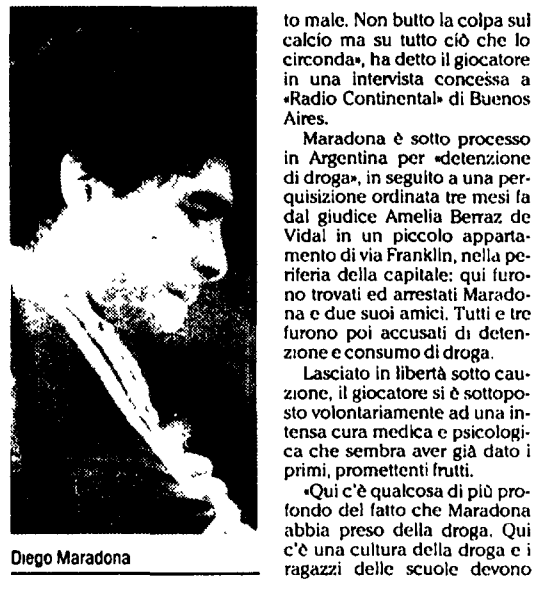 to male. Non butto la colpa sul
calcio ma su tutto ciò che lo
circonda», ha detto il giocatore
in una intervista concessa a
«Radio Continental» di Buenos
Aires.
Maradona è sotto processo
in Argentina per «detenzione
di droga», in seguito a una per-
quisizione ordinata tre mesi fa
dal giudice Amelia Berraz de
Vidal in un piccolo apparta-
mento di via Franklin, nella pe-
riferia della capitale: qui furo-
no trovati ed arrestati Marado-
na e due suoi amici. Tutti e tre
furono poi accusati di deten-
zione e consumo di droga.
Lasciato in libertà sotto cau-
zione, il giocatore si è sottopo-
sto volontariamente ad una in-
tensa cura medica e psicologi-
ca che sembra aver già dato i
primi, promettenti frutti.
«Qui c'è qualcosa di più pro-
fondo del fatto che Maradona
abbia preso della droga. Qui
c'è una cultura della droga e i
ragazzi delle scuole devono
Diego Maradona